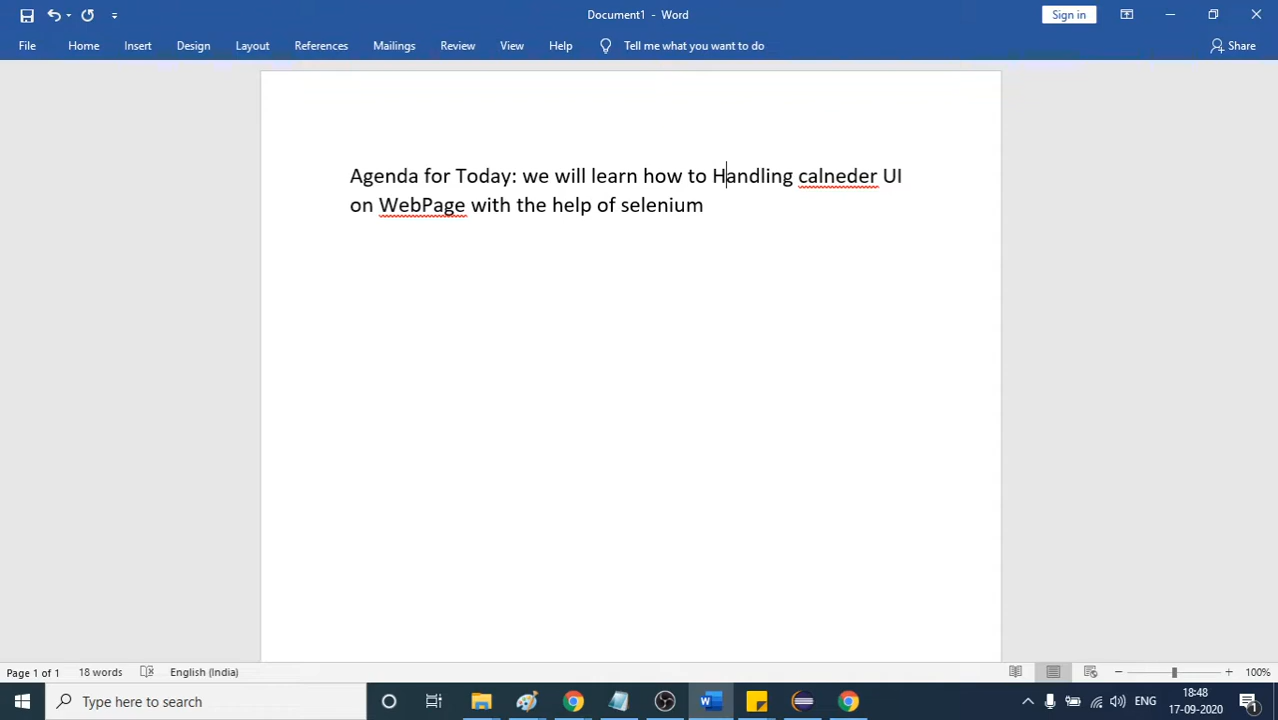 Document1 - Word
Sign in
File Home Insert Design Layout References Mailings Review View Help Tell me what you want to do Share
Agenda for Today: we will learn how to Handling calneder UI
on WebPage with the help of selenium
Page 1 of 1 18 words English (India) 100%
Type here to search
ENG
18:48
17-09-2020
1